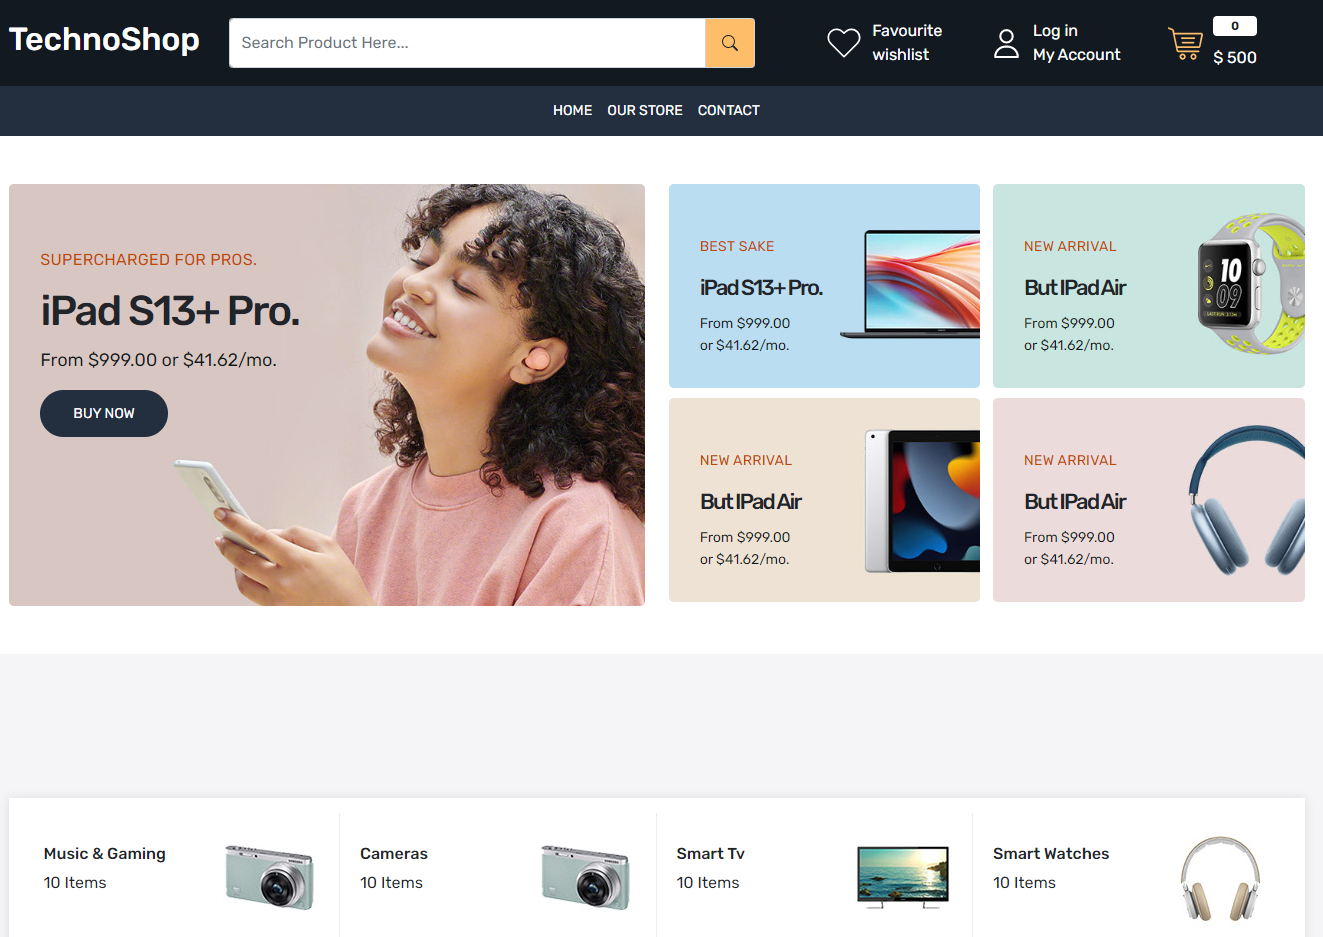 TechnoShop
Search Product Here...
Favourite
wishlist
Log in
My Account
0
$ 500
HOME OUR STORE CONTACT
SUPERCHARGED FOR PROS.
iPad S13+ Pro.
From $999.00 or $41.62/mo.
BUY NOW
BEST SAKE
iPad S13+ Pro.
From $999.00
or $41.62/mo.
NEW ARRIVAL
But IPad Air
From $999.00
or $41.62/mo.
10
09
NEW ARRIVAL
But IPad Air
From $999.00
or $41.62/mo.
NEW ARRIVAL
But IPad Air
From $999.00
or $41.62/mo.
Music & Gaming
10 Items
Cameras
10 Items
Smart Tv
10 Items
Smart Watches
10 Items